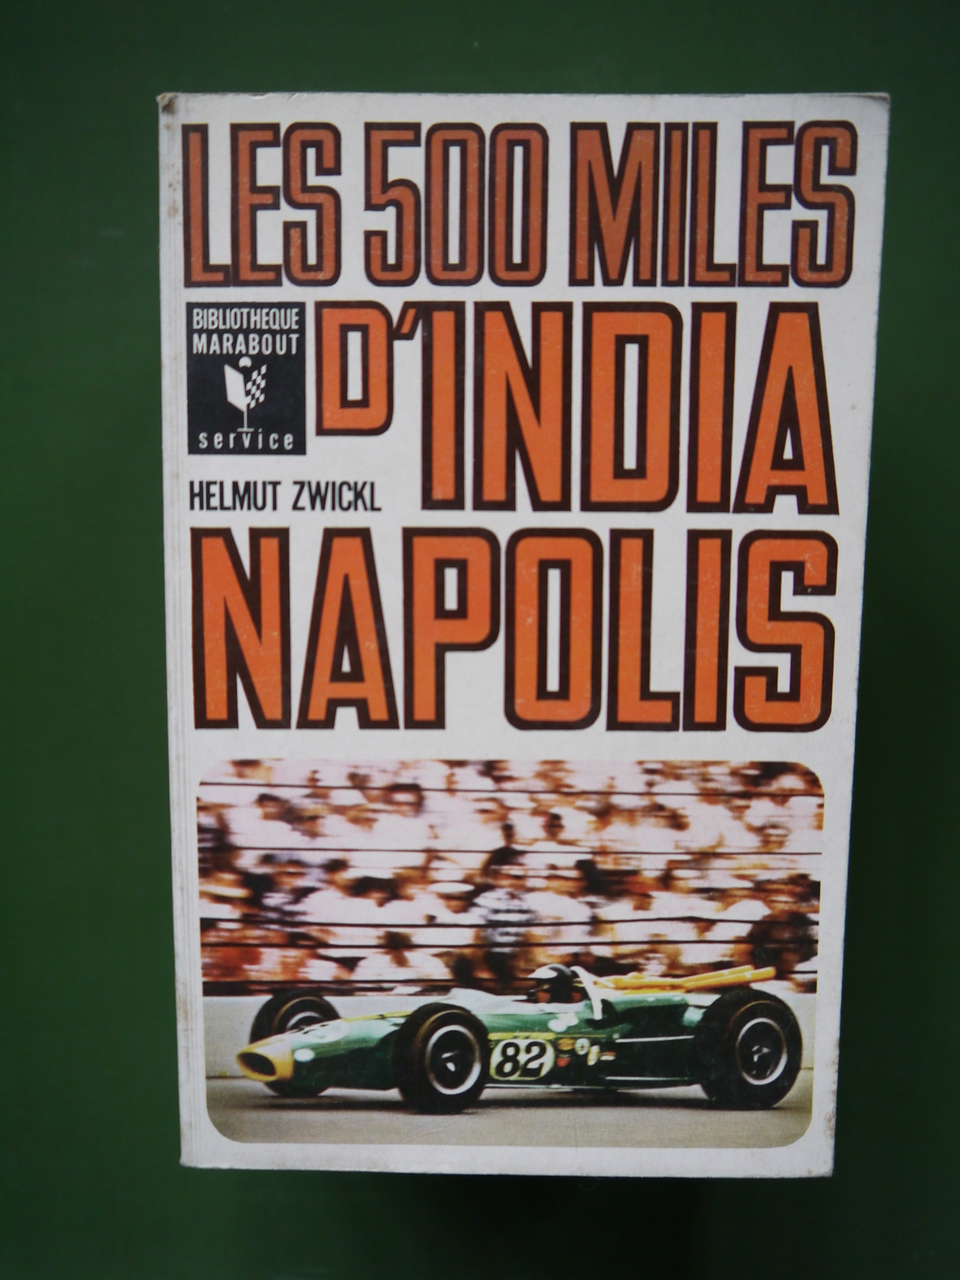 LES 500 MILES
BIBLIOTHEQUE
MARABOUT
service
D'INDIA
HELMUT ZWICKL
NAPOLIS
82